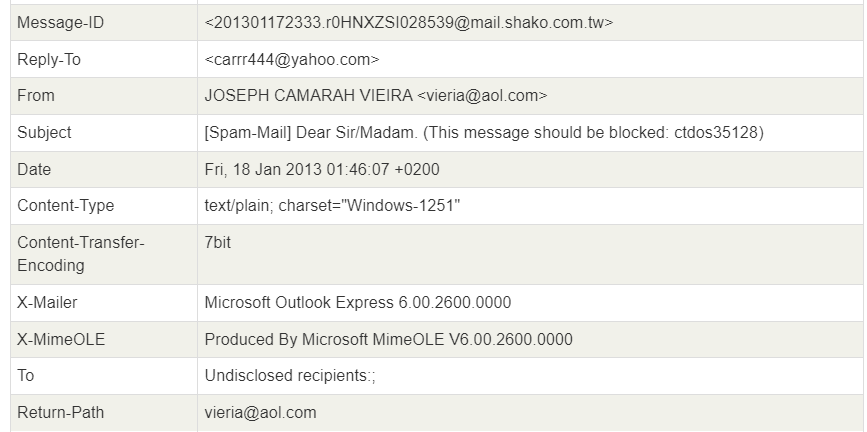 Message-ID <201301172333.r0HNXZSI028539@mail.shako.com.tw>
Reply-To <carrr444@yahoo.com>
From JOSEPH CAMARAH VIEIRA <vieria@aol.com>
Subject [Spam-Mail] Dear Sir/Madam. (This message should be blocked: ctdos35128)
Date Fri, 18 Jan 2013 01:46:07 +0200
Content-Type text/plain; charset="Windows-1251"
Content-Transfer- 7bit
Encoding
X-Mailer Microsoft Outlook Express 6.00.2600.0000
X-MimeOLE Produced By Microsoft MimeOLE V6.00.2600.0000
To Undisclosed recipients:;
Return-Path vieria@aol.com